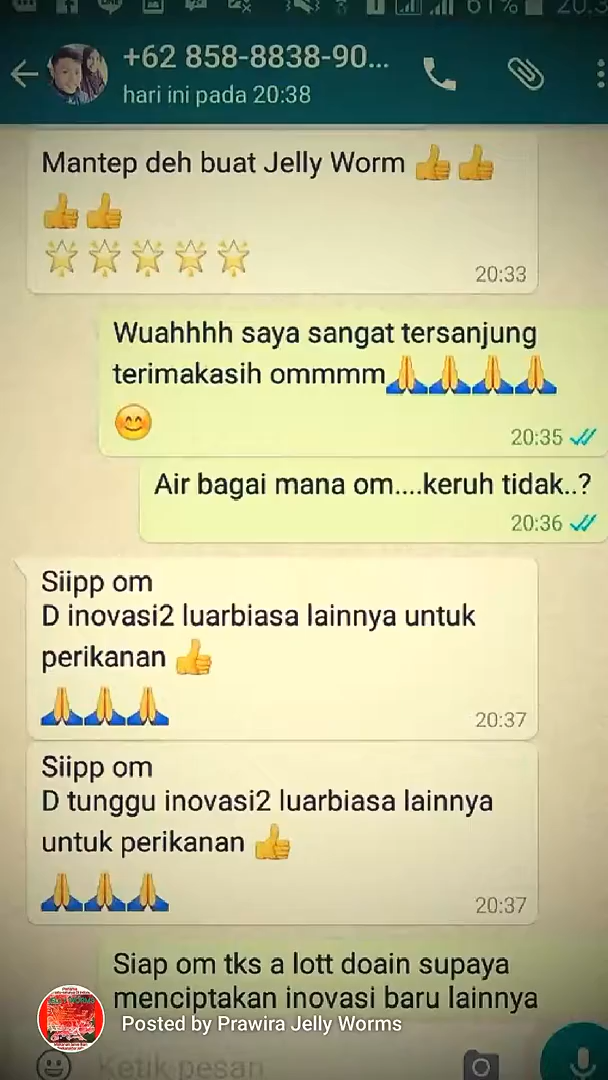 61% 20.3
+62 858-8838-90...
hari ini pada 20:38
Mantep deh buat Jelly Worm 👍👍
👍👍
🌟🌟🌟🌟🌟
20:33
Wuahhhh saya sangat tersanjung
terimakasih ommmm🙏🙏🙏🙏
😊
20:35
Air bagai mana om....keruh tidak..?
20:36
Siipp om
D inovasi2 luarbiasa lainnya untuk
perikanan 👍
🙏🙏🙏
20:37
Siipp om
D tunggu inovasi2 luarbiasa lainnya
untuk perikanan 👍
🙏🙏🙏
20:37
Siap om tks a lott doain supaya
menciptakan inovasi baru lainnya
Posted by Prawira Jelly Worms
Ketik pesan